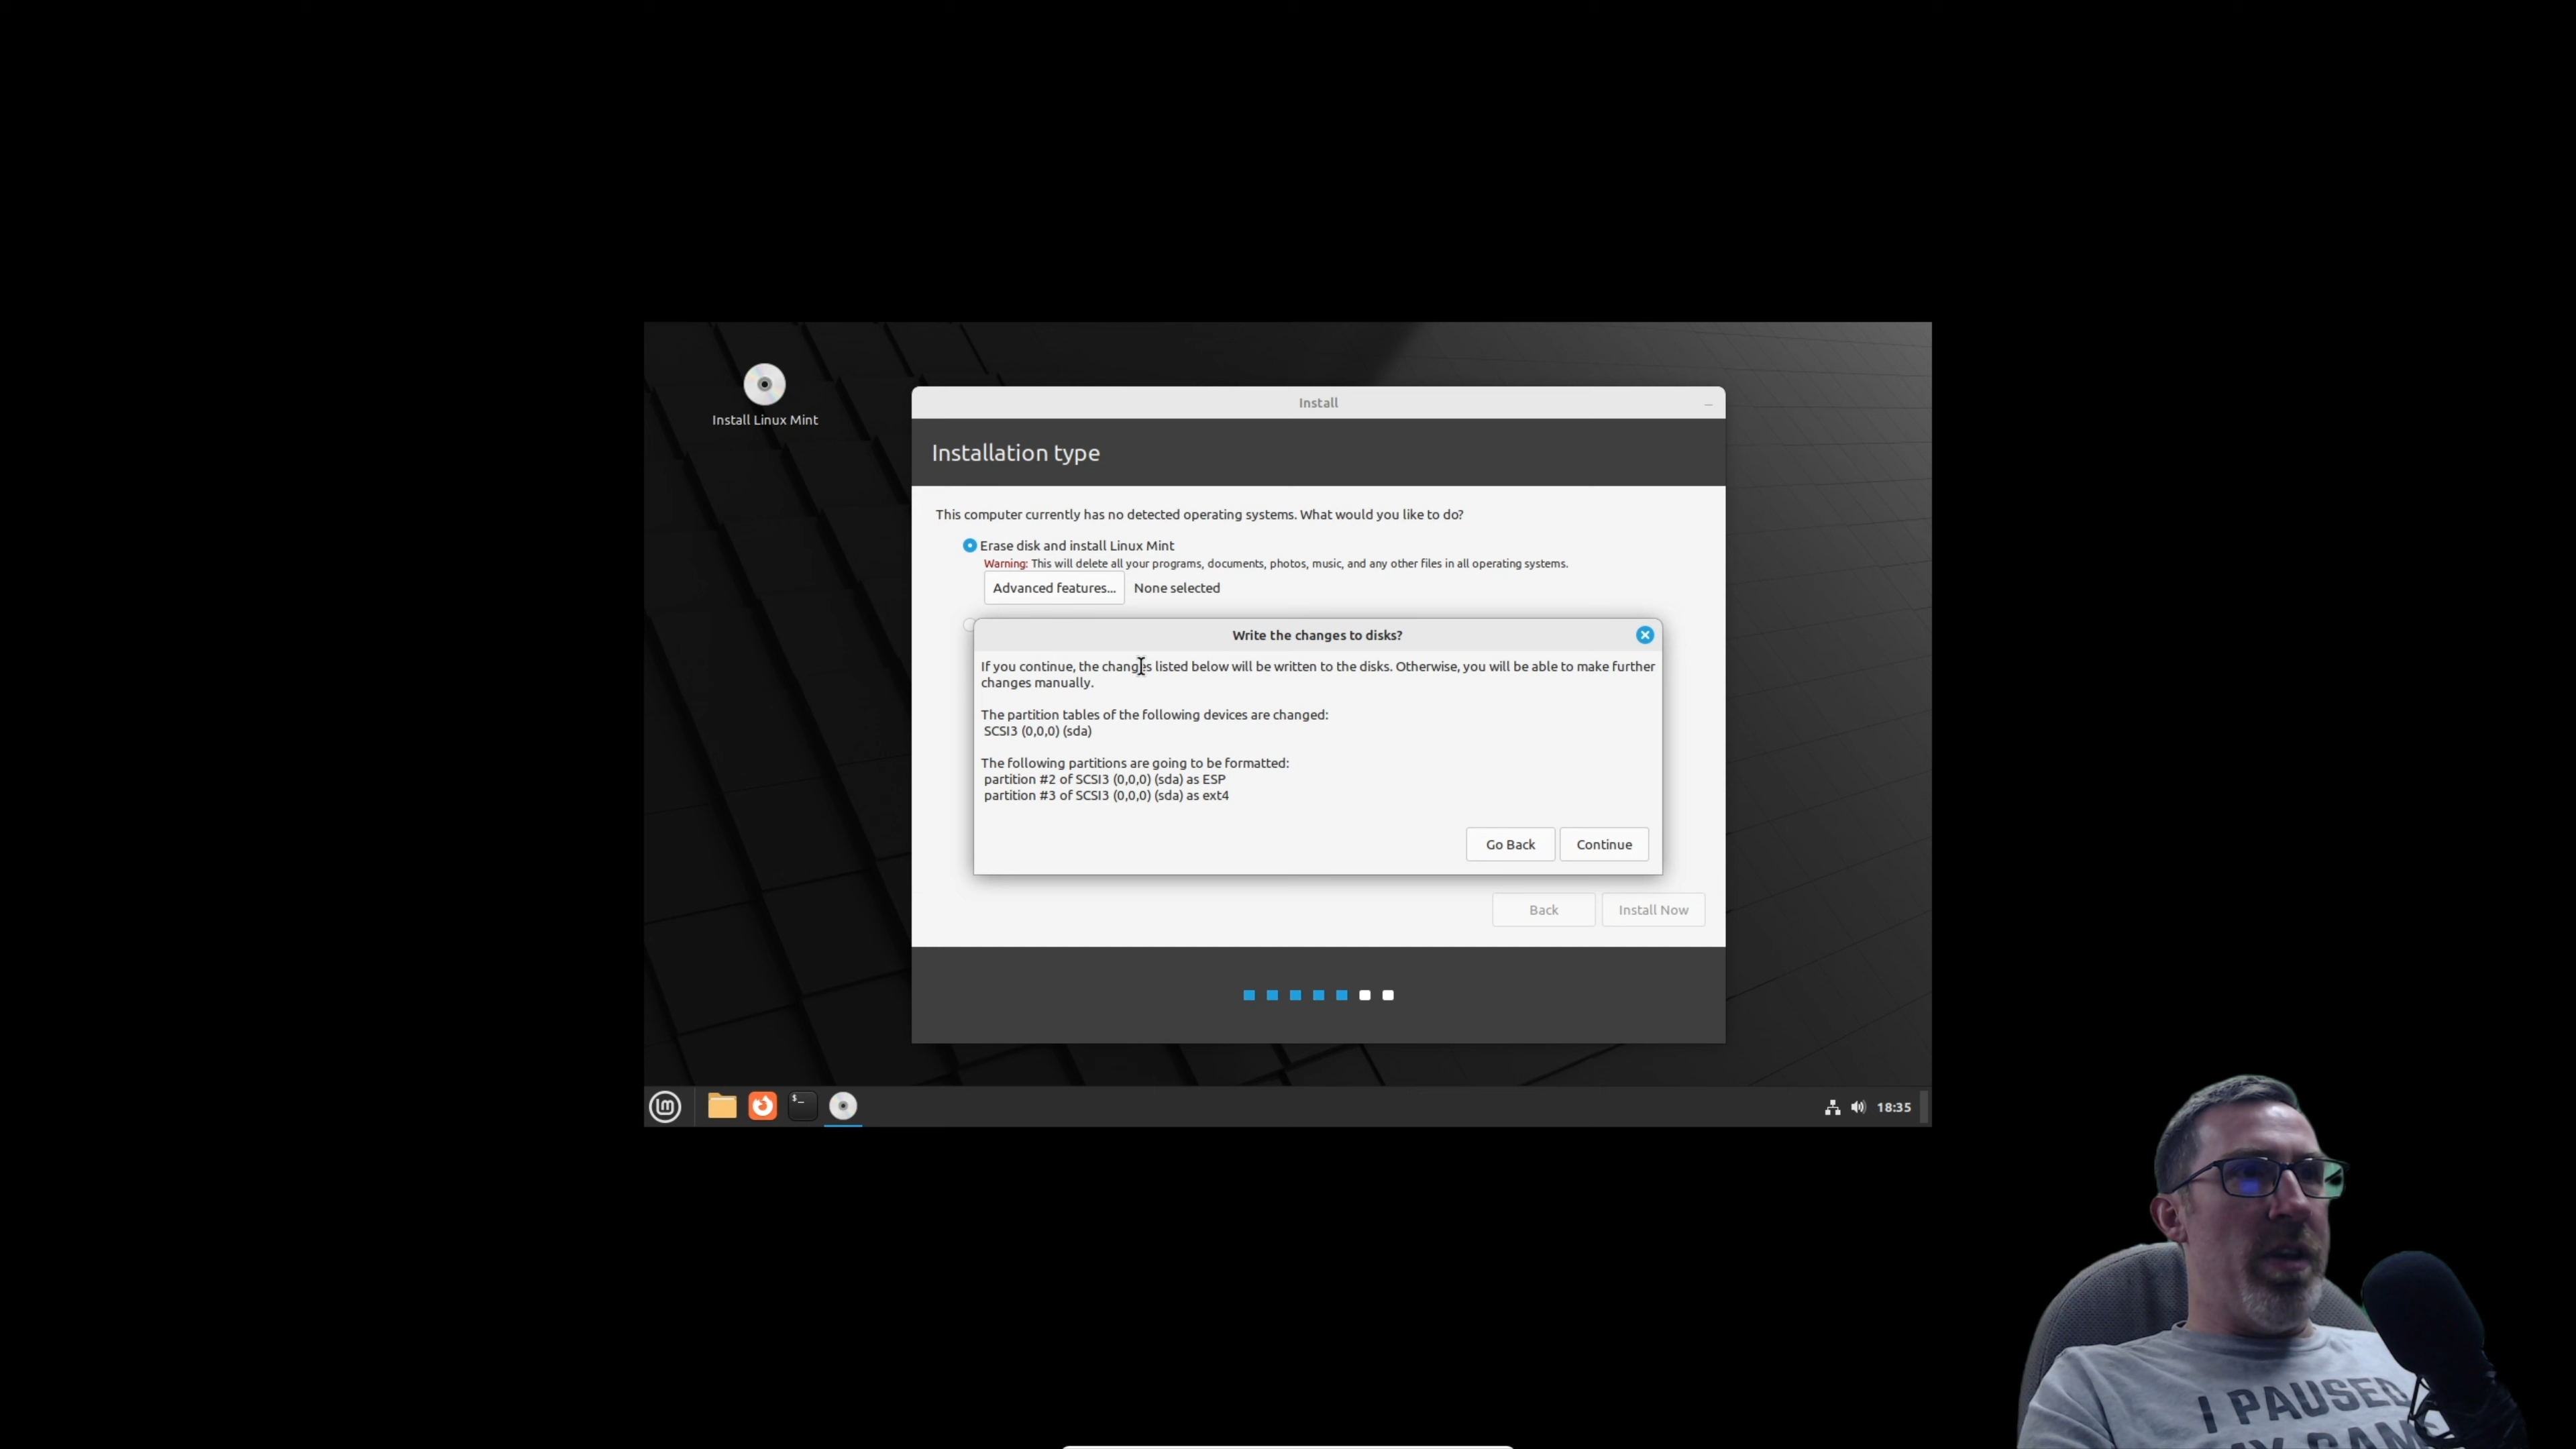 Install Linux Mint
Install
Installation type
This computer currently has no detected operating systems. What would you like to do?
Erase disk and install Linux Mint
Warning: This will delete all your programs, documents, photos, music, and any other files in all operating systems.
Advanced features... None selected
Write the changes to disks?
If you continue, the changes listed below will be written to the disks. Otherwise, you will be able to make further
changes manually.
The partition tables of the following devices are changed:
SCSI3 (0,0,0) (sda)
The following partitions are going to be formatted:
partition #2 of SCSI3 (0,0,0) (sda) as ESP
partition #3 of SCSI3 (0,0,0) (sda) as ext4
Go Back Continue
Back Install Now
18:35
I PAUSED
MY GAME